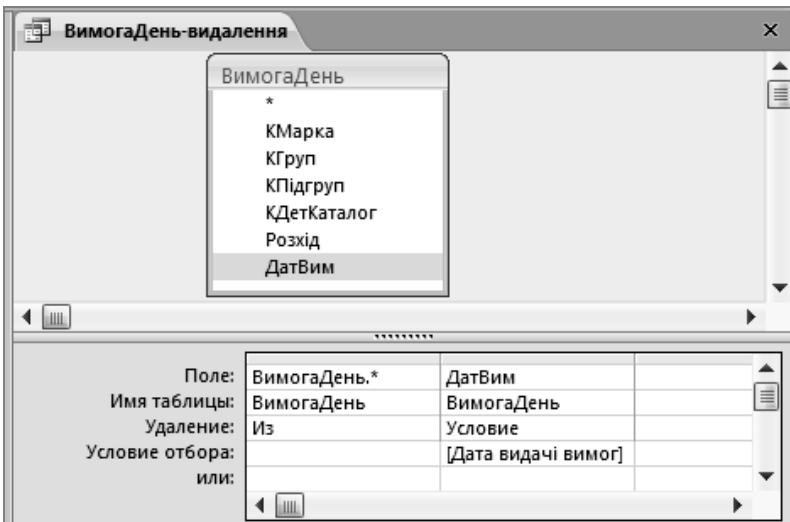 ВимогаДень-видалення
ВимогаДень
*
КМарка
КГруп
КПідгруп
КДетКаталог
Розхід
ДатВим
Поле: ВимогаДень.* ДатВим
Имя таблицы: ВимогаДень ВимогаДень
Удаление: Из Условие
Условие отбора: [Дата видачі вимог]
или: